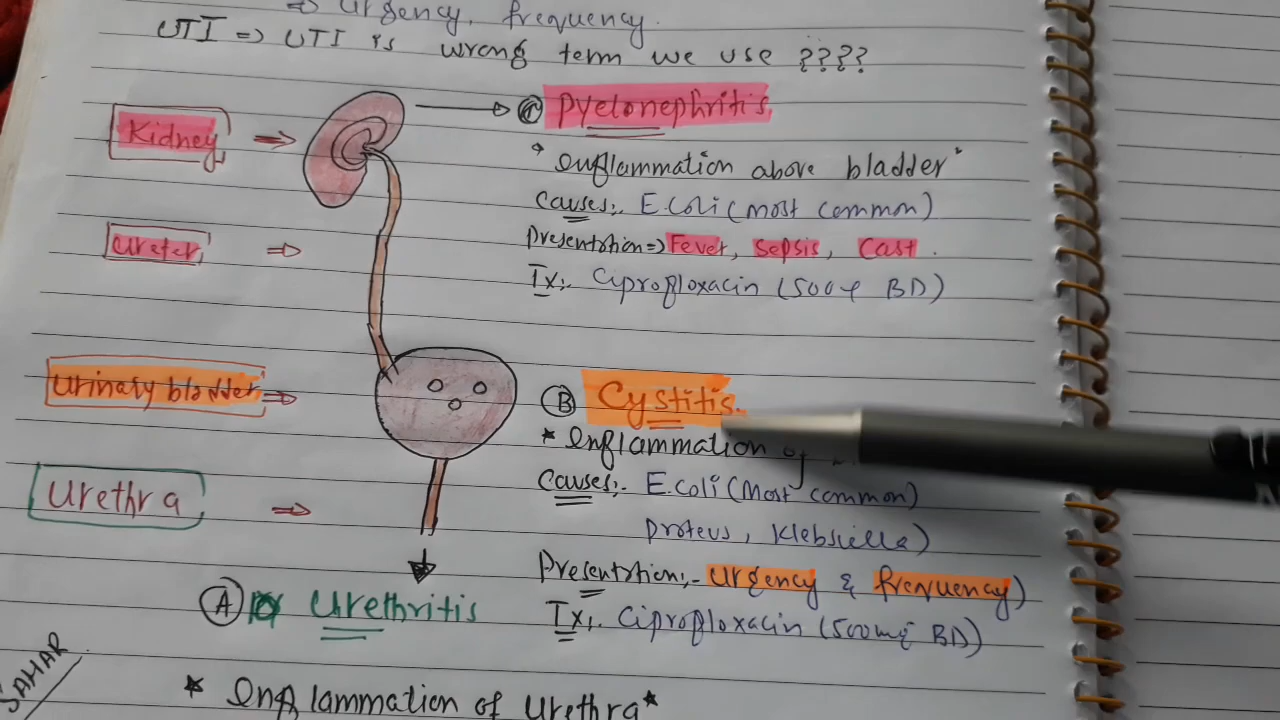 ⇒ Urgency, frequency.
UTI ⇒ UTI is wrong term we use ????
Kidney
Ureter
Urinary bladder
Urethra
C Pyelonephritis
"Inflammation above bladder"
Causes:- E.Coli (Most common)
Presentation ⇒ Fever, Sepsis, Cast.
Tx:- Ciprofloxacin (500 BD)
B Cystitis.
* Inflammation of
Causes:- E.coli (Most common)
Proteus, Klebsiella)
Presentation:- Urgency & frequency)
Tx:- Ciprofloxacin (500mg BD)
A Urethritis
* Inflammation of Urethra *
SAHAR